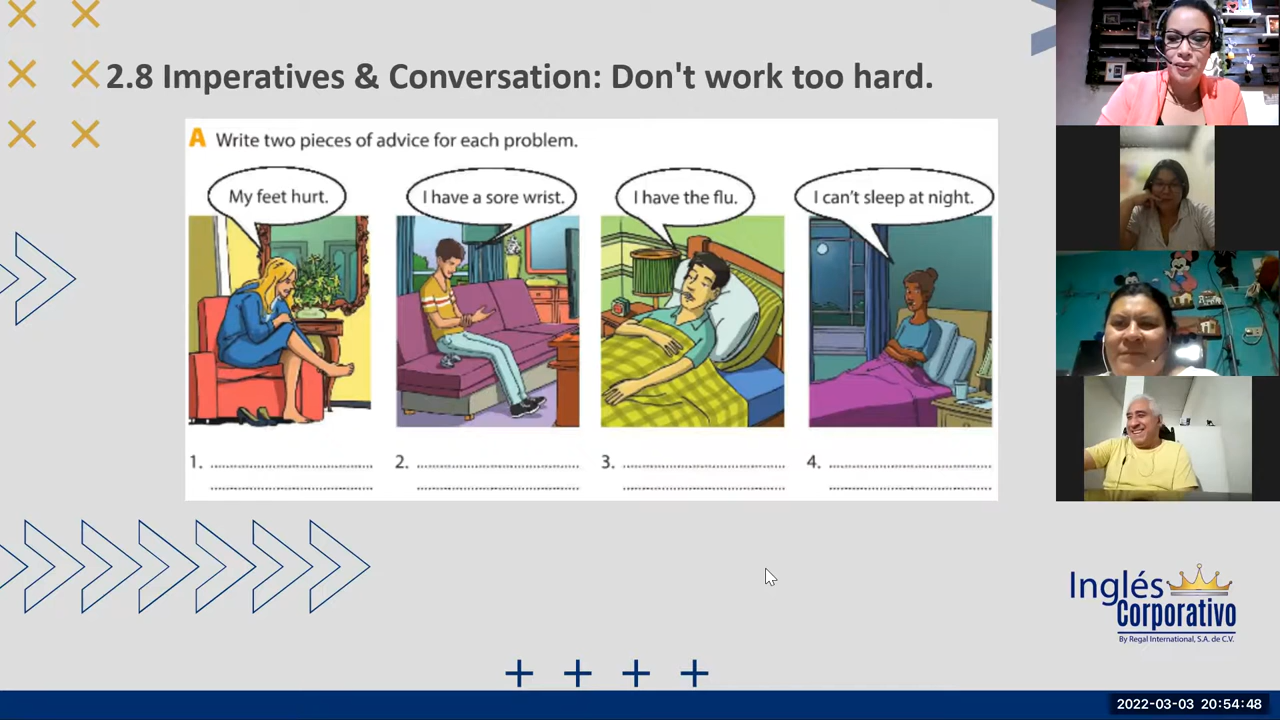 2.8 Imperatives & Conversation: Don't work too hard.
A Write two pieces of advice for each problem.
My feet hurt.
I have a sore wrist.
I have the flu.
I can't sleep at night.
1.
2.
3.
4.
Inglés
Corporativo
By Regal International, S.A. de C.V.
2022-03-03 20:54:48